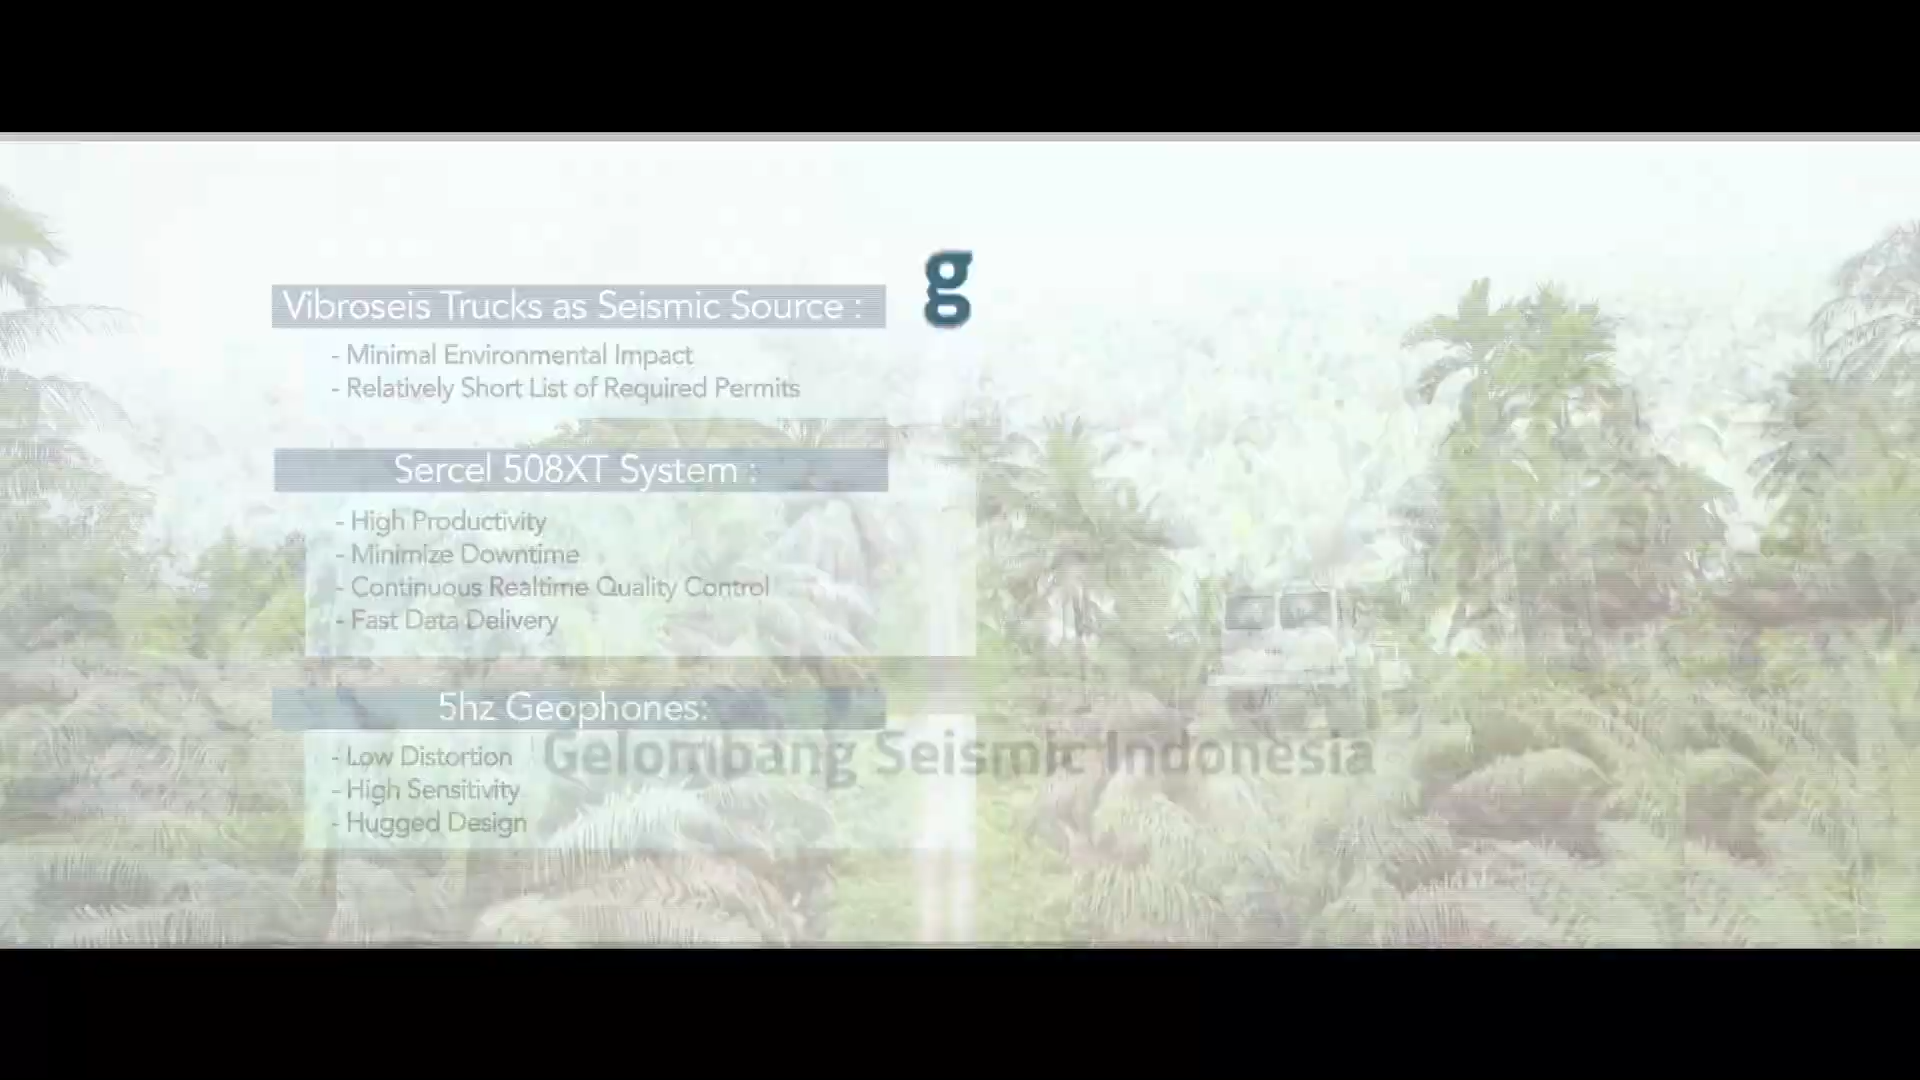 g
Vibroseis Trucks as Seismic Source :
- Minimal Environmental Impact
- Relatively Short List of Required Permits
Sercel 508XT System :
- High Productivity
- Minimize Downtime
- Continuous Realtime Quality Control
- Fast Data Delivery
5hz Geophones:
- Low Distortion
- High Sensitivity
- Hugged Design
Gelombang Seismic Indonesia